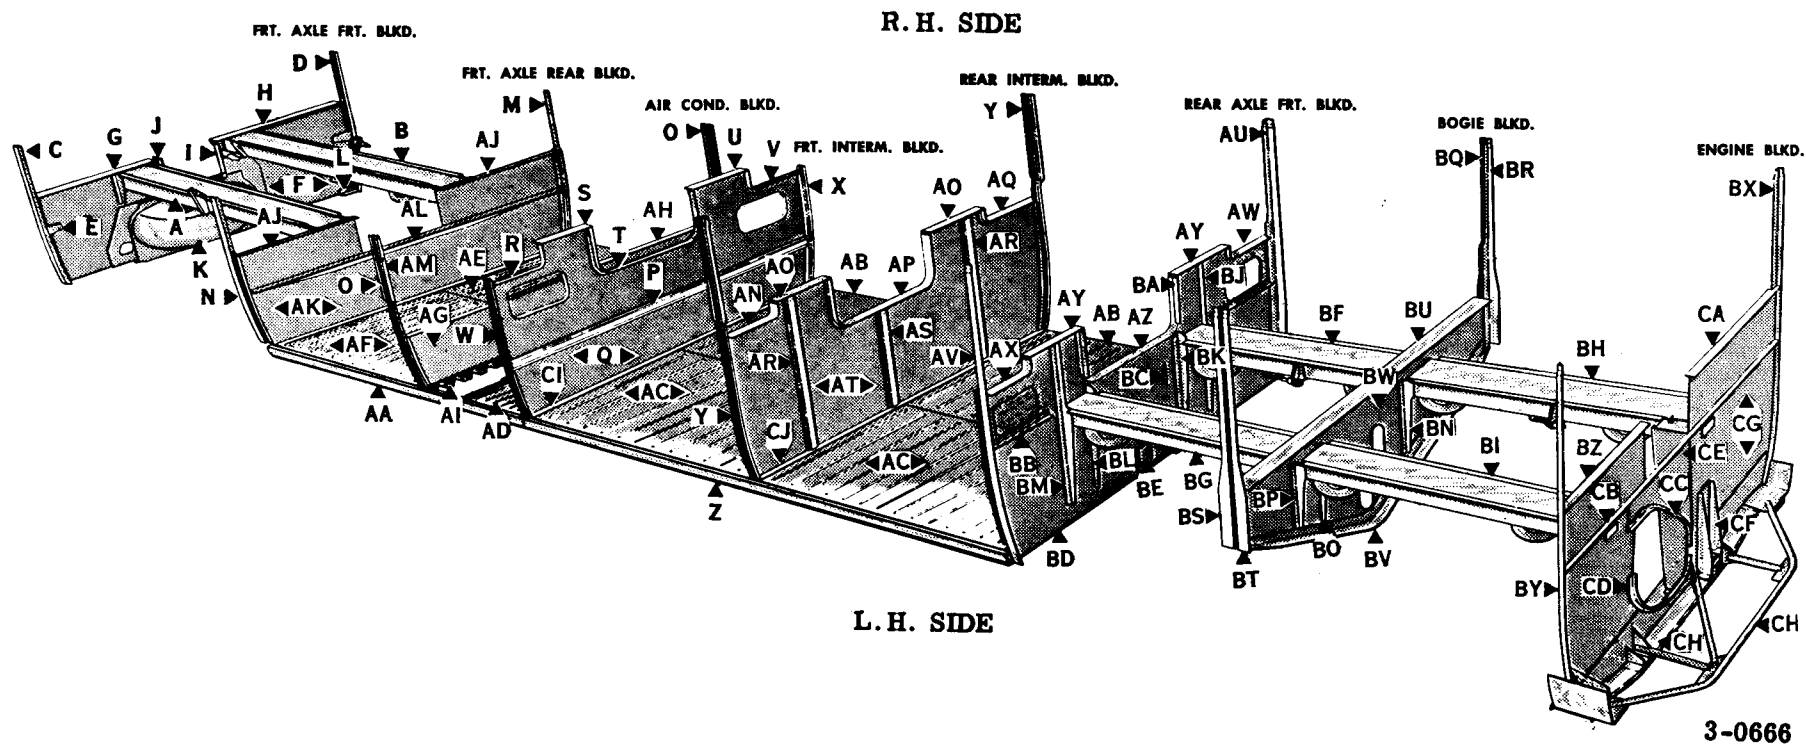 R. H. SIDE
FRT. AXLE FRT. BLKD.
D
FRT. AXLE REAR BLKD.
M
AIR COND. BLKD.
O
REAR INTERM. BLKD.
Y
REAR AXLE FRT. BLKD.
AU
BOGIE BLKD.
BQ BR
ENGINE BLKD.
BX
FRT. INTERM. BLKD.
H
C G J I B AJ U V X
L
F
S AH AO AQ
E A AJ AL
T AR
AY AW
K AM AE R P AO AB AP BA BJ
N O
AK AG W AN
AF Q AS AV AX AY AB AZ BF BU CA
AR BK BH
CI AC AT BC BW
AA AI AD Y CJ
AC BB BL BN BI BZ CE CG
Z BM BE BG BP CB CC
BS BO CF
BD BV
BT BY CD
L. H. SIDE
CH CH
3-0666